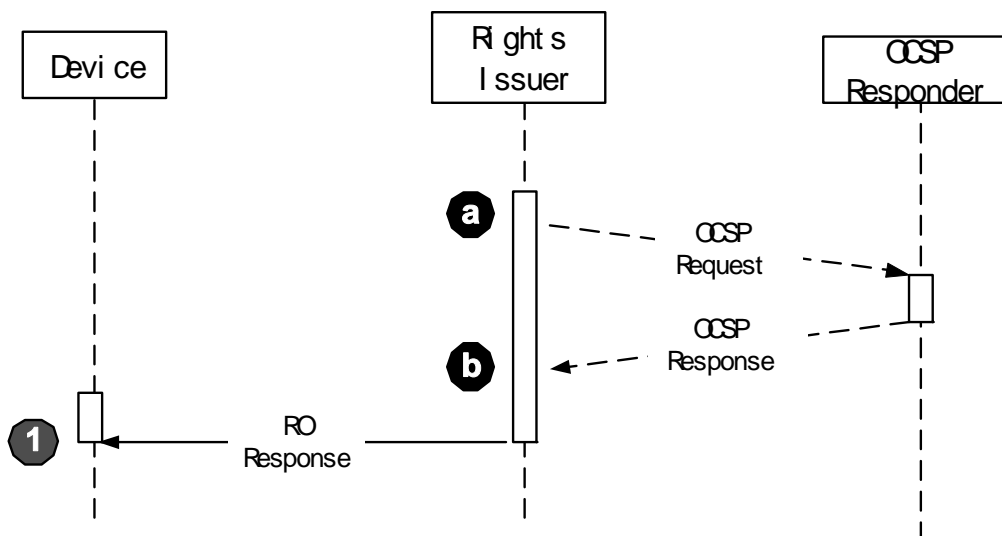 Device
Rights
Issuer
OCSP
Responder
a
OCSP
Request
OCSP
Response
b
1
RO
Response